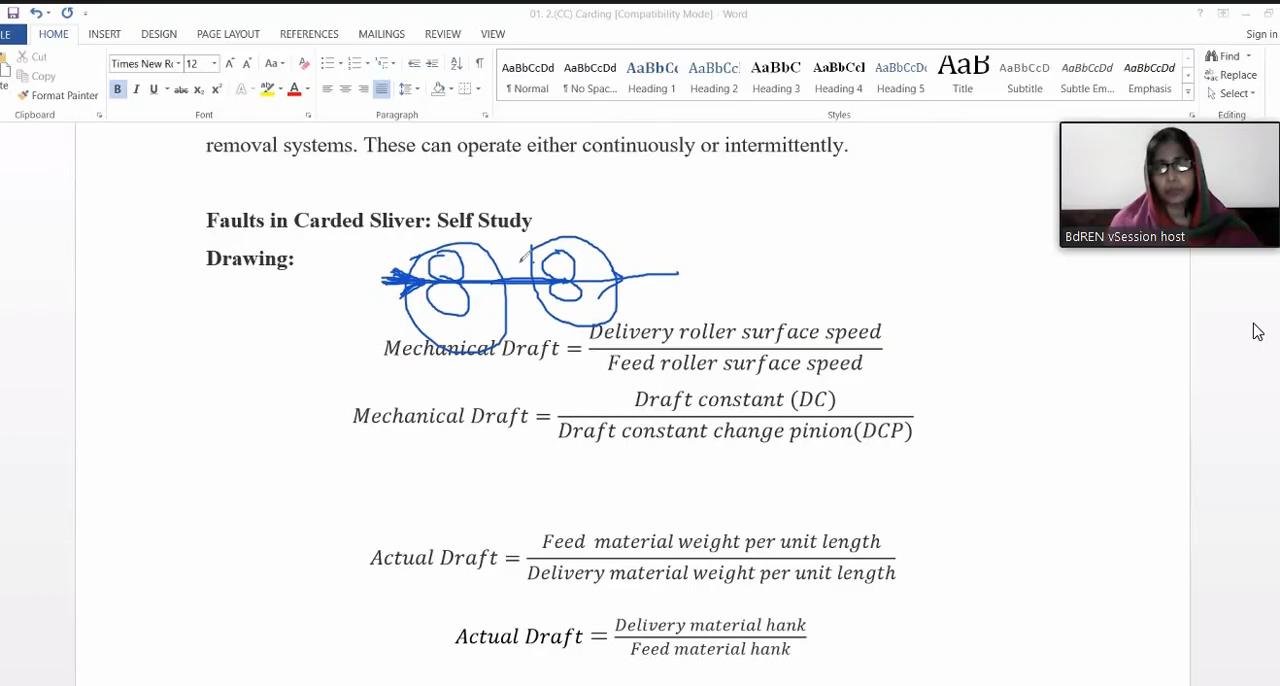 01. 2.(CC) Carding [Compatibility Mode] - Word
HOME INSERT DESIGN PAGE LAYOUT REFERENCES MAILINGS REVIEW VIEW Sign in
Cut
Copy
Format Painter
Clipboard
Times New R 12
Font
Paragraph
AaBbCcDd AaBbCcDd AaBbC AaBbCc AaBbC AaBbCcI AaBbCcDc AaB AaBbCcD AaBbCcDd AaBbCcDd
¶ Normal ¶ No Spac... Heading 1 Heading 2 Heading 3 Heading 4 Heading 5 Title Subtitle Subtle Em... Emphasis
Styles
Find
Replace
Select
Editing
removal systems. These can operate either continuously or intermittently.
BdREN vSession host
Faults in Carded Sliver: Self Study
Drawing:
Mechanical Draft = Delivery roller surface speed
Feed roller surface speed
Mechanical Draft = Draft constant (DC)
Draft constant change pinion(DCP)
Actual Draft = Feed material weight per unit length
Delivery material weight per unit length
Actual Draft = Delivery material hank
Feed material hank